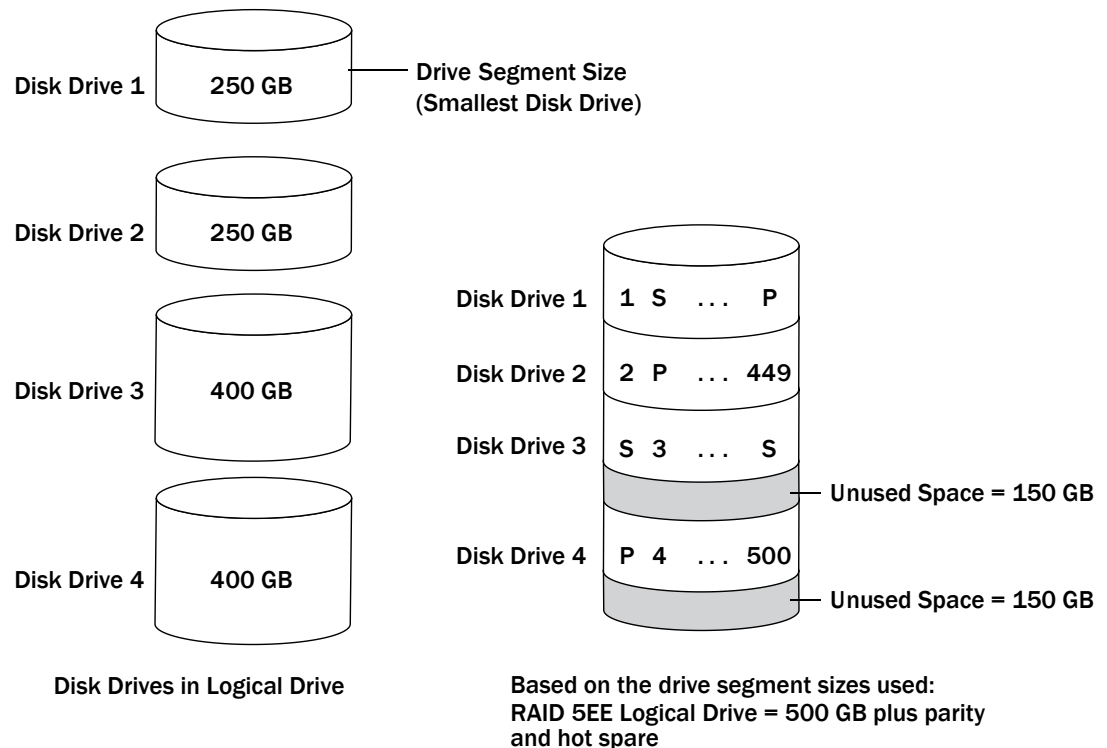 Disk Drive 1 250 GB
Drive Segment Size
(Smallest Disk Drive)
Disk Drive 2 250 GB
Disk Drive 3 400 GB
Disk Drive 4 400 GB
Disk Drives in Logical Drive
Disk Drive 1 1 S ... P
Disk Drive 2 2 P ... 449
Disk Drive 3 S 3 ... S
Unused Space = 150 GB
Disk Drive 4 P 4 ... 500
Unused Space = 150 GB
Based on the drive segment sizes used:
RAID 5EE Logical Drive = 500 GB plus parity
and hot spare